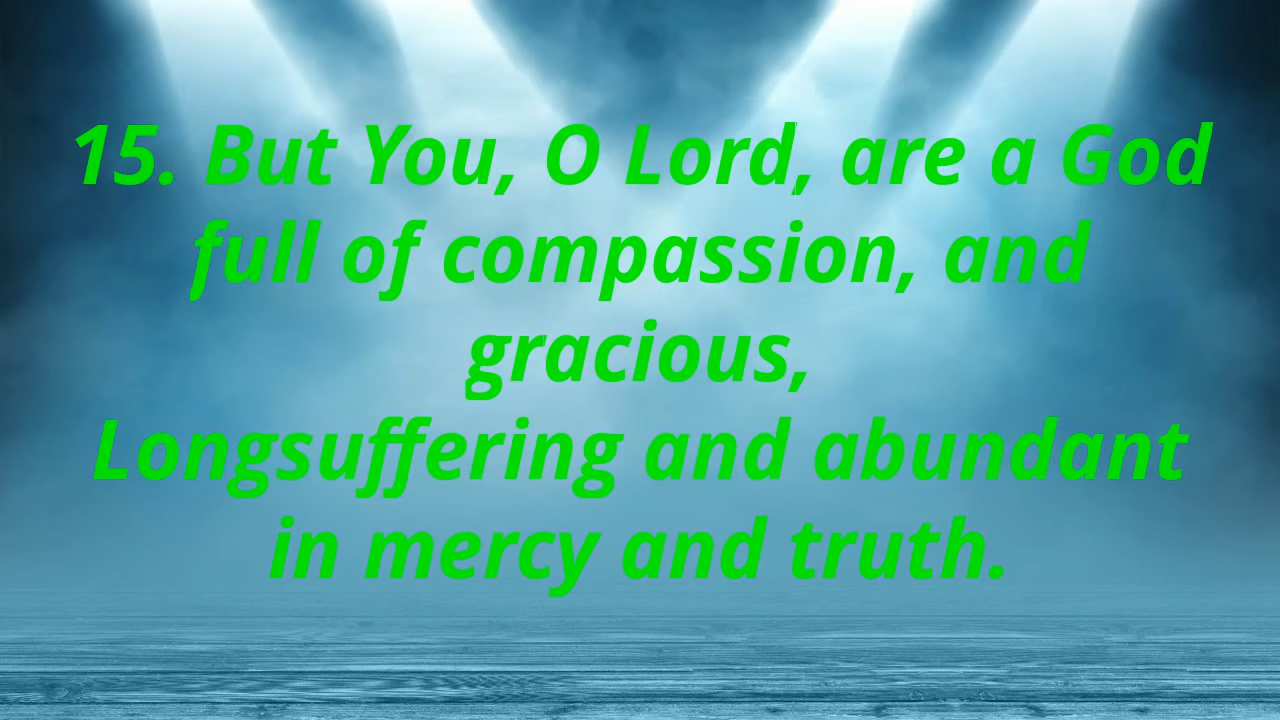 15. But You, O Lord, are a God
full of compassion, and
gracious,
Longsuffering and abundant
in mercy and truth.